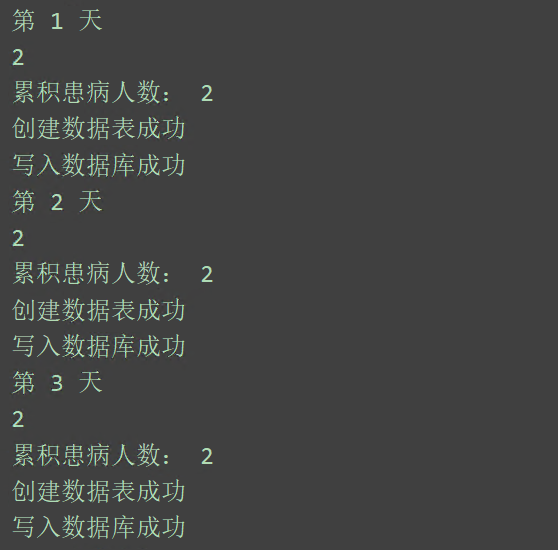 第 1 天
2
累积患病人数： 2
创建数据表成功
写入数据库成功
第 2 天
2
累积患病人数： 2
创建数据表成功
写入数据库成功
第 3 天
2
累积患病人数： 2
创建数据表成功
写入数据库成功